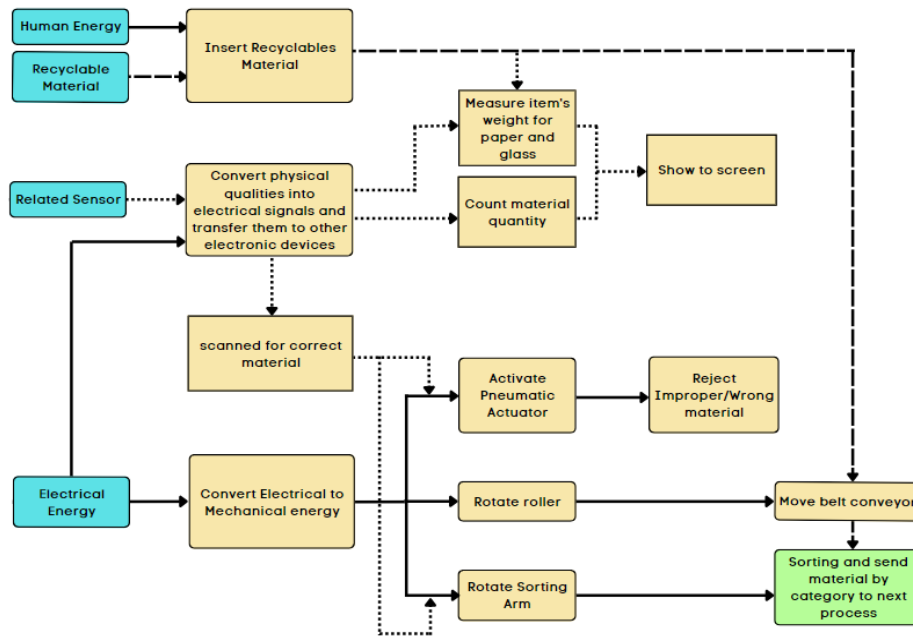 Human Energy
Insert Recyclables
Material
Recyclable
Material
Measure item's
weight for
paper and
glass
Show to screen
Convert physical
qualities into
electrical signals and
transfer them to other
electronic devices
Related Sensor
Count material
quantity
scanned for correct
material
Activate
Pneumatic
Actuator
Reject
Improper/Wrong
material
Electrical
Energy
Convert Electrical to
Mechanical energy
Rotate roller
Move belt conveyor
Rotate Sorting
Arm
Sorting and send
material by
category to next
process